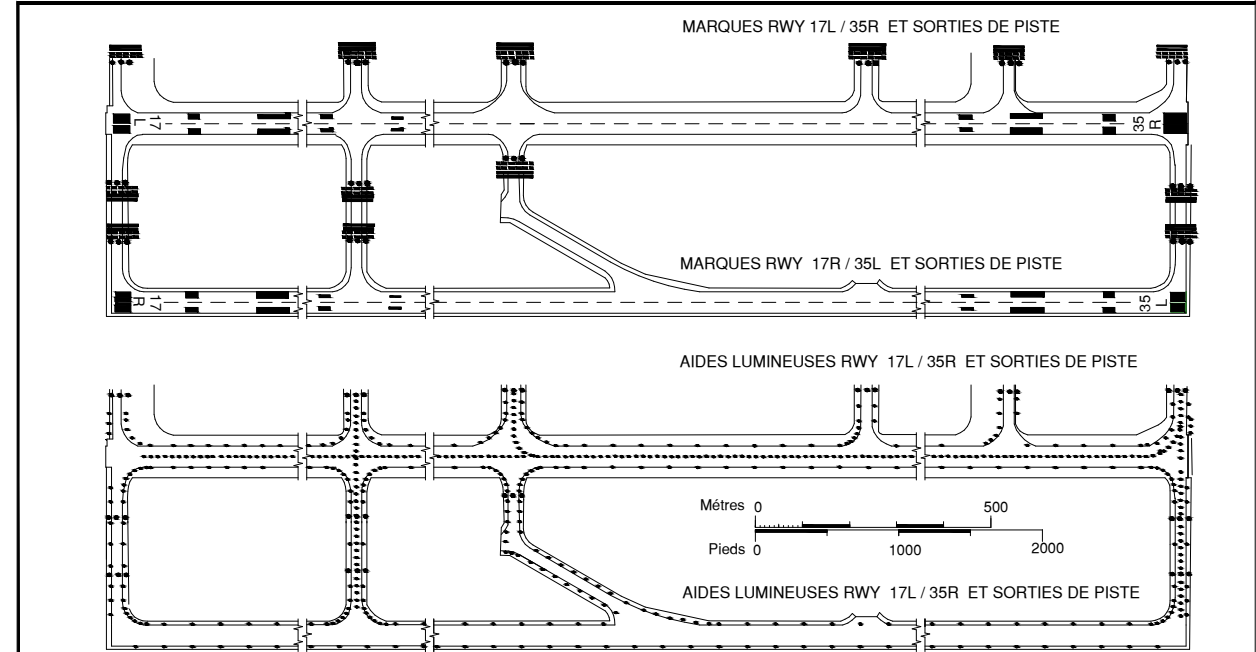 MARQUES RWY 17L / 35R ET SORTIES DE PISTE
17
L
35
R
MARQUES RWY 17R / 35L ET SORTIES DE PISTE
17
R
35
L
AIDES LUMINEUSES RWY 17L / 35R ET SORTIES DE PISTE
Métres 0 500
Pieds 0 1000 2000
AIDES LUMINEUSES RWY 17L / 35R ET SORTIES DE PISTE